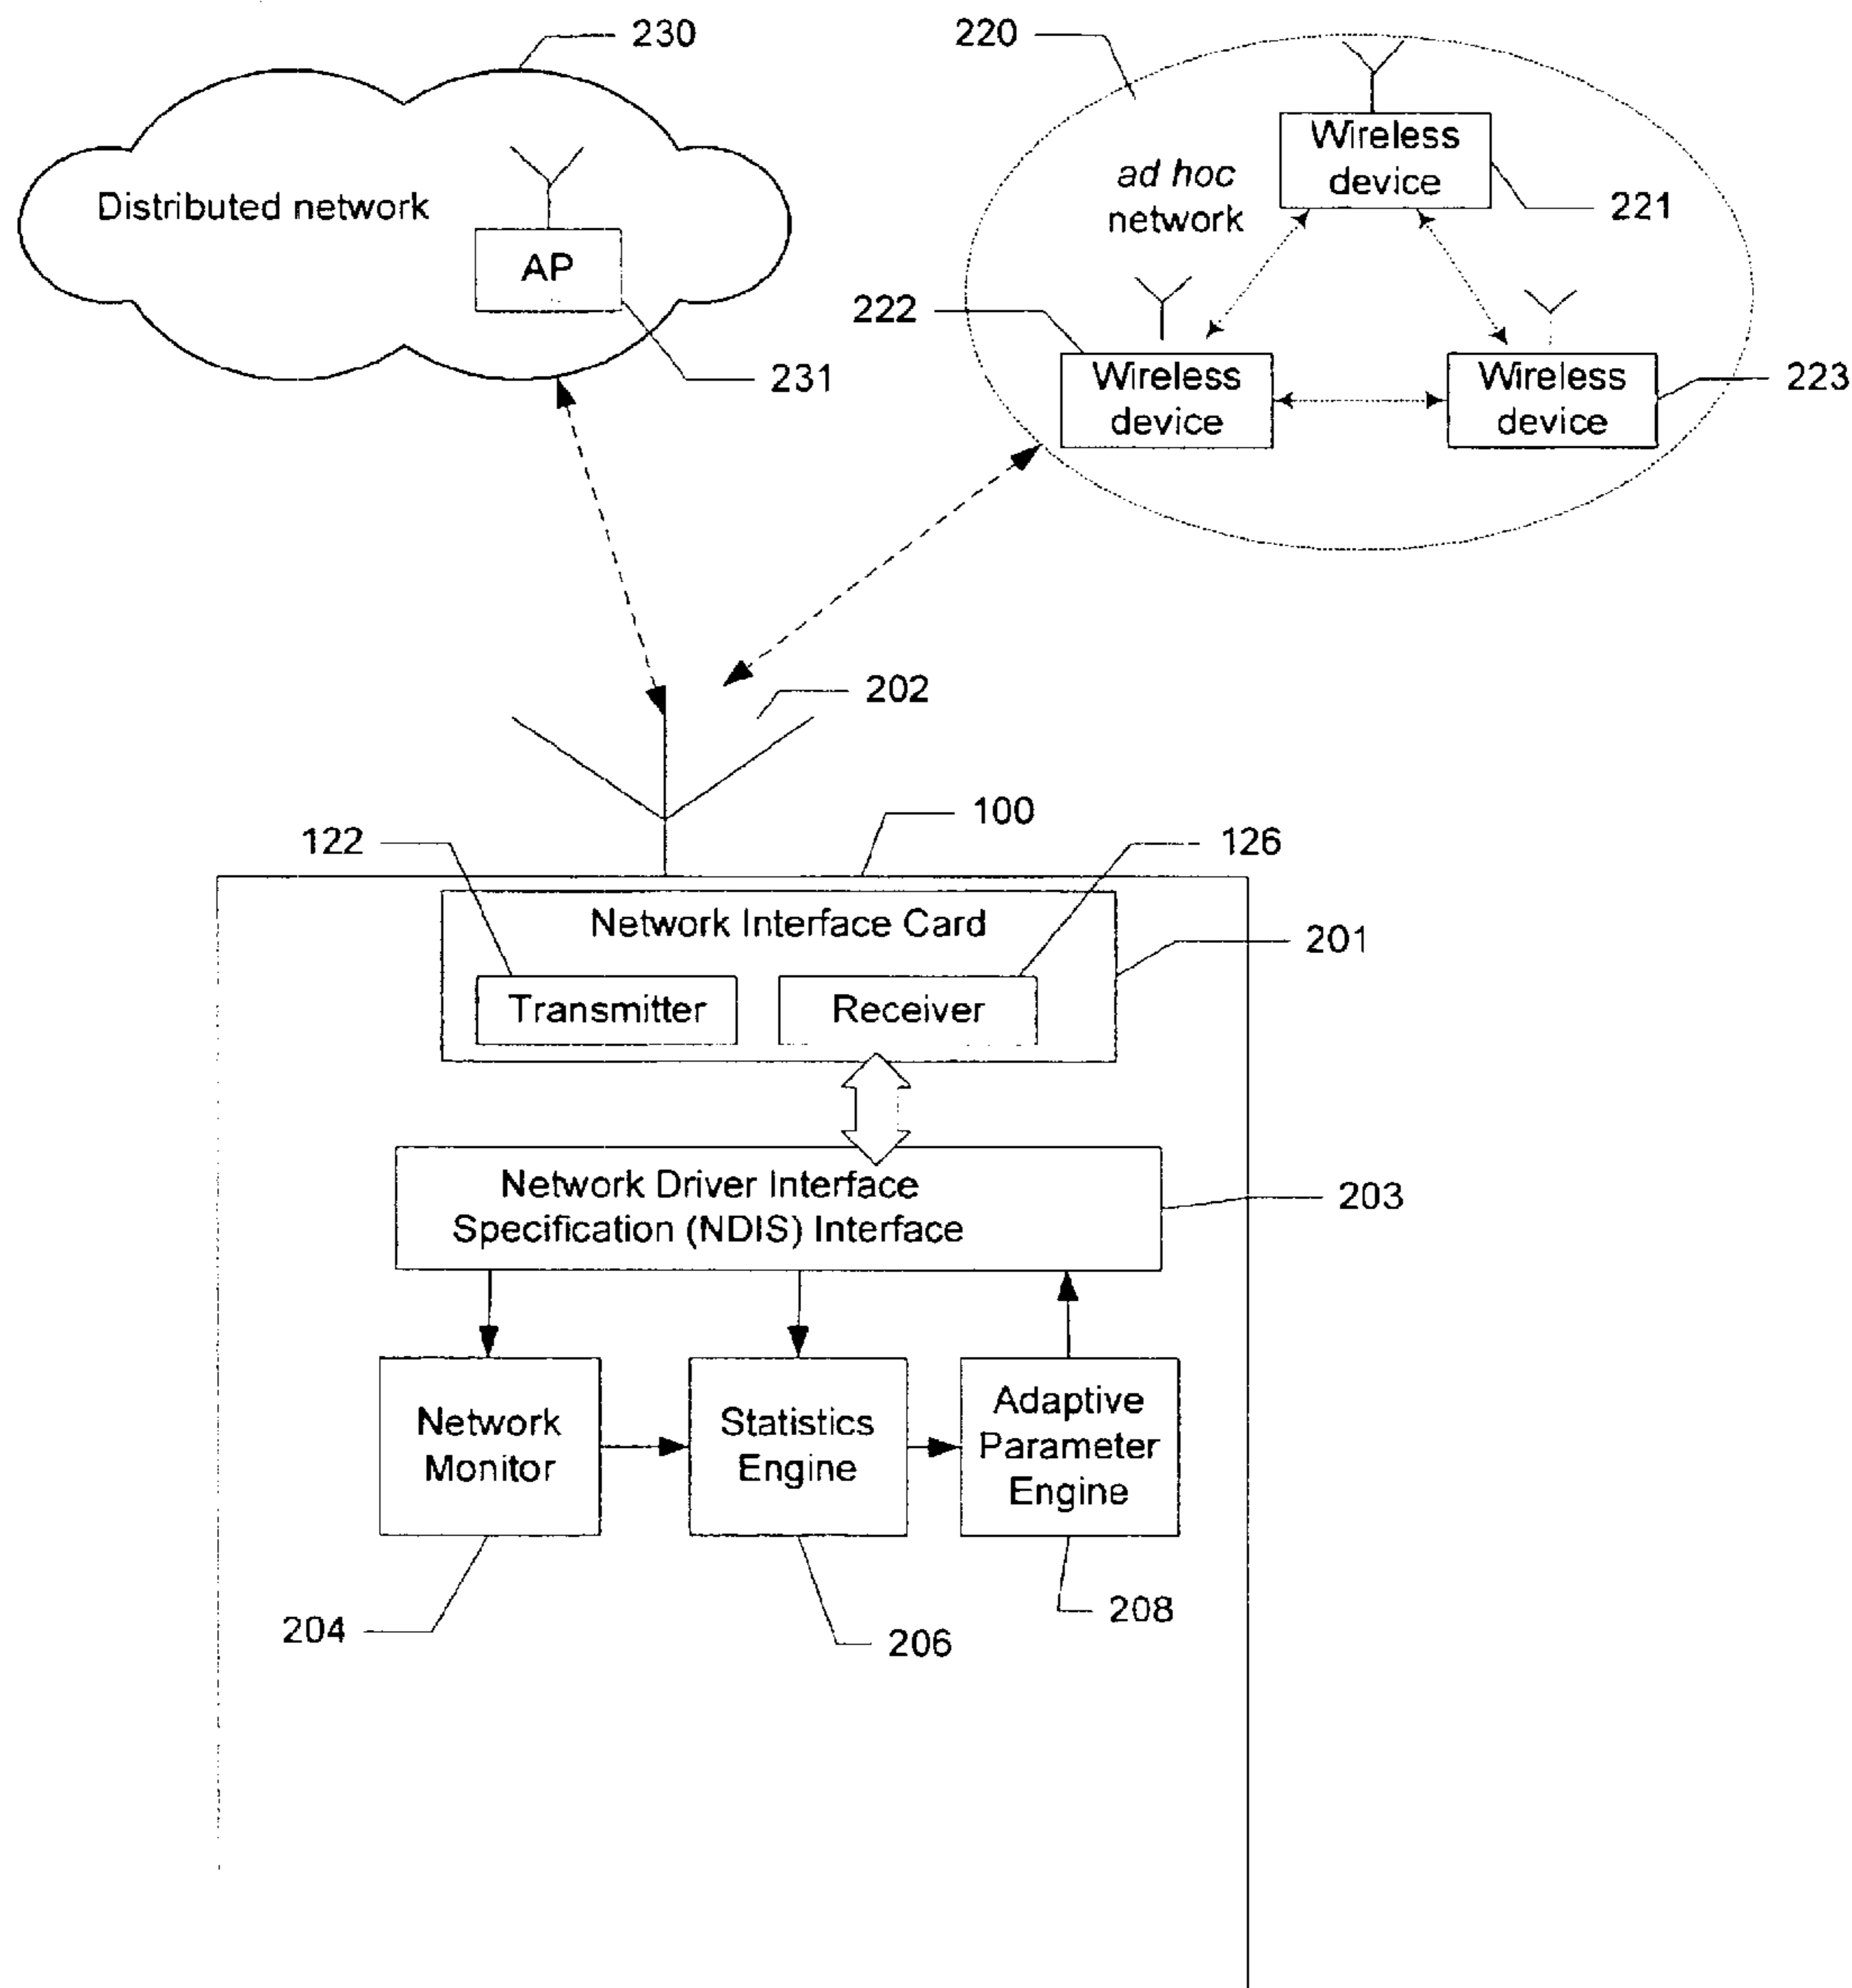 230
220
Wireless
device
ad hoc
network
221
Distributed network
AP
222
231
Wireless
device
Wireless
device
223
202
100
122
126
Network Interface Card
201
Transmitter
Receiver
Network Driver Interface
Specification (NDIS) Interface
203
Network
Monitor
Statistics
Engine
Adaptive
Parameter
Engine
204
206
208